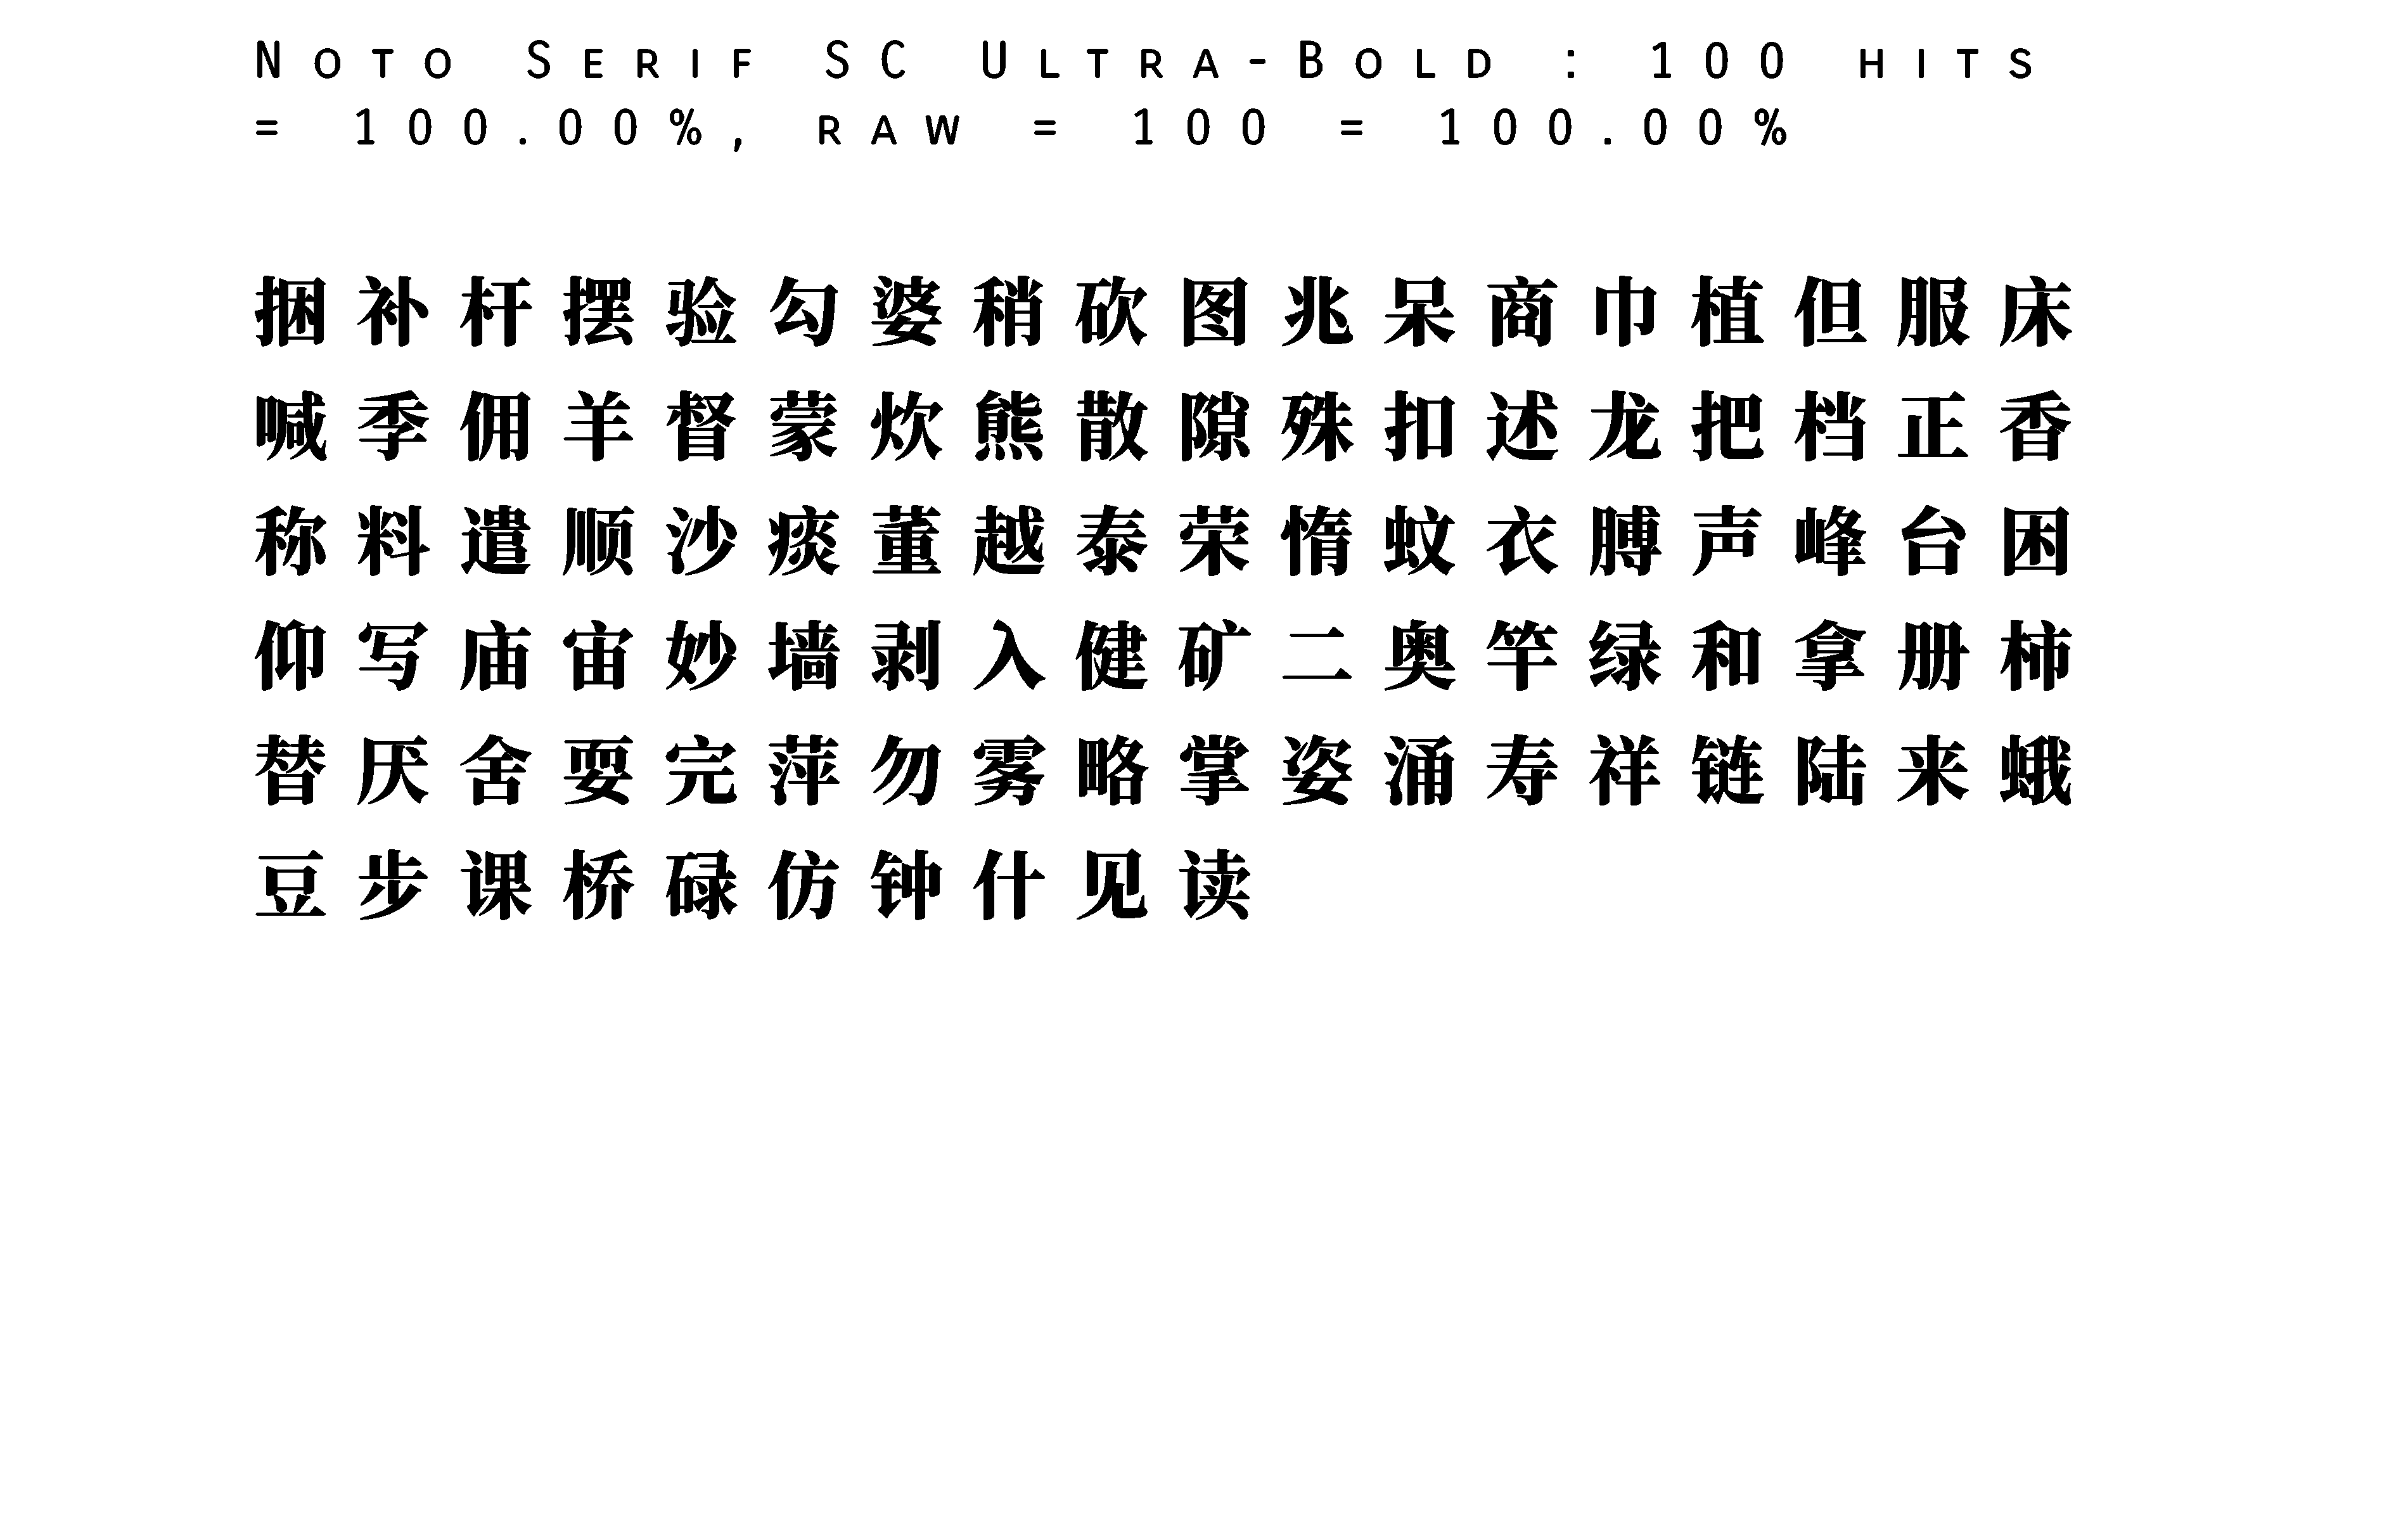 Noto Serif SC Ultra-Bold : 100 hits
= 100.00%, raw = 100 = 100.00%
捆补杆摆验勾婆稍砍图兆呆商巾植但服床
喊季佣羊督蒙炊熊散隙殊扣述龙把档正香
称料遣顺沙痰董越泰荣惰蚊衣膊声峰台困
仰写庙宙妙墙剥入健矿二奥竿绿和拿册柿
替厌舍耍完萍勿雾略掌姿涌寿祥链陆来蛾
豆步课桥碌仿钟什见读